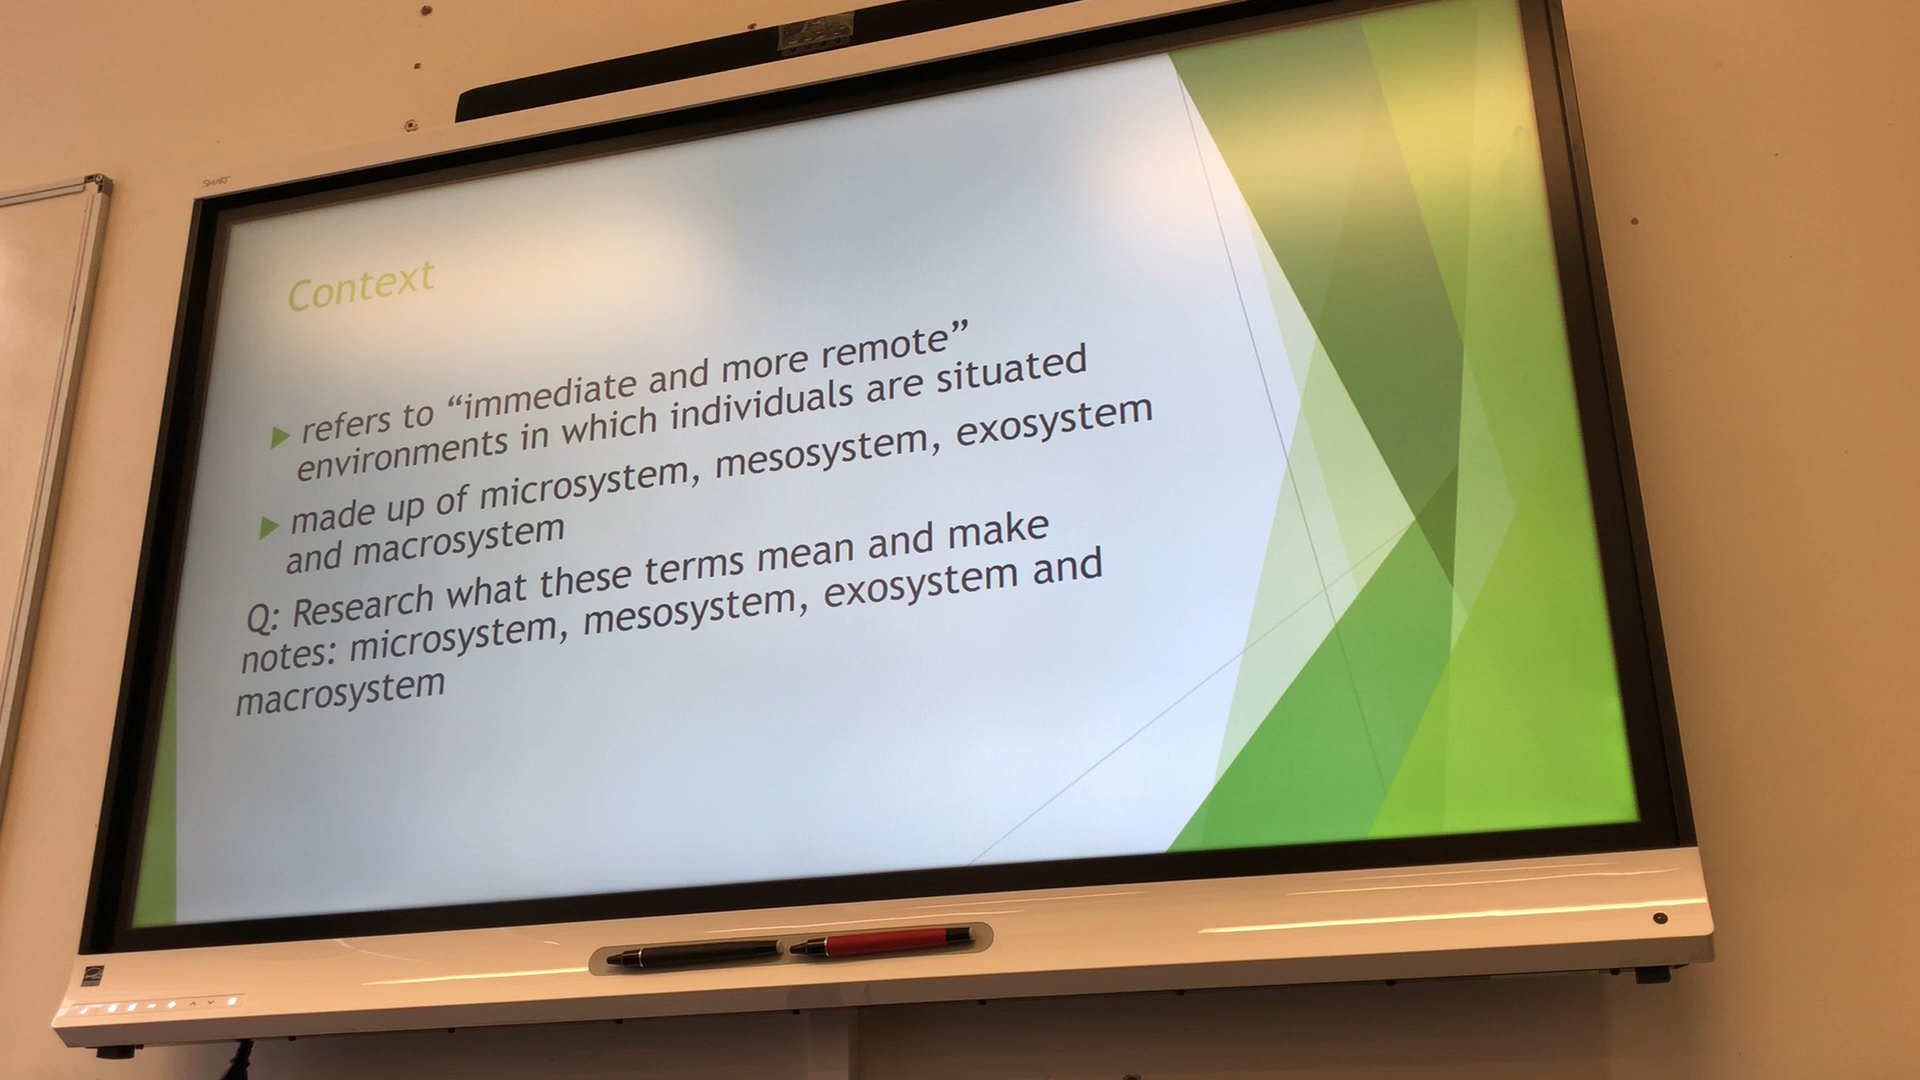 SMART
Context
refers to “immediate and more remote”
environments in which individuals are situated
made up of microsystem, mesosystem, exosystem
and macrosystem
Q: Research what these terms mean and make
notes: microsystem, mesosystem, exosystem and
macrosystem